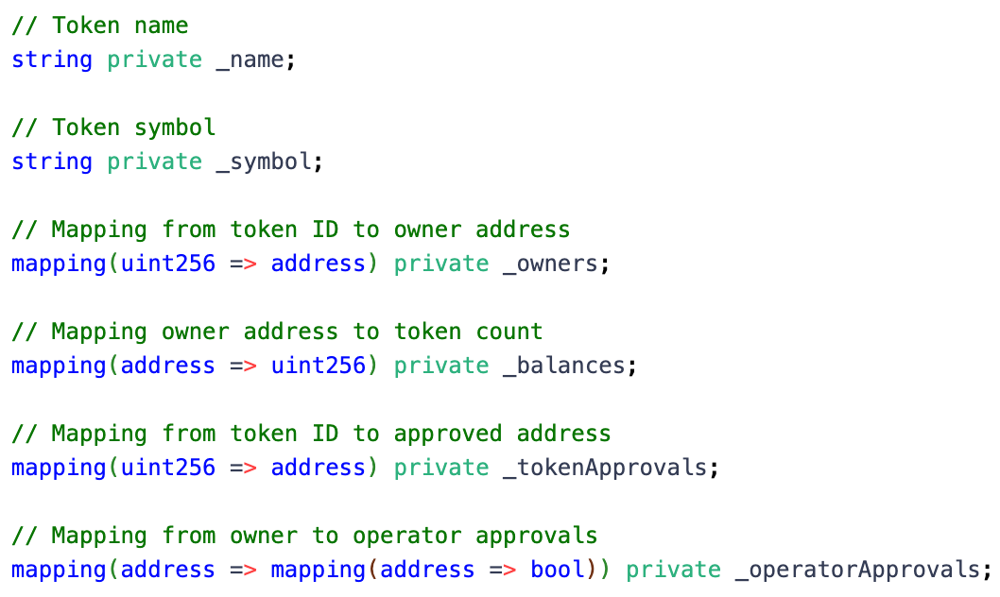 // Token name
string private _name;
// Token symbol
string private _symbol;
// Mapping from token ID to owner address
mapping(uint256 => address) private _owners;
// Mapping owner address to token count
mapping(address => uint256) private _balances;
// Mapping from token ID to approved address
mapping(uint256 => address) private _tokenApprovals;
// Mapping from owner to operator approvals
mapping(address => mapping(address => bool)) private _operatorApprovals;